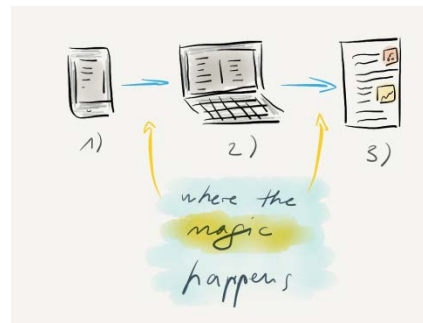 1)
2)
3)
where the
magic
happens